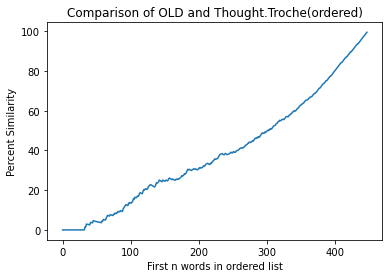 Comparison of OLD and Thought.Troche(ordered)
100
80
60
40
20
0
Percent Similarity
0 100 200 300 400
First n words in ordered list